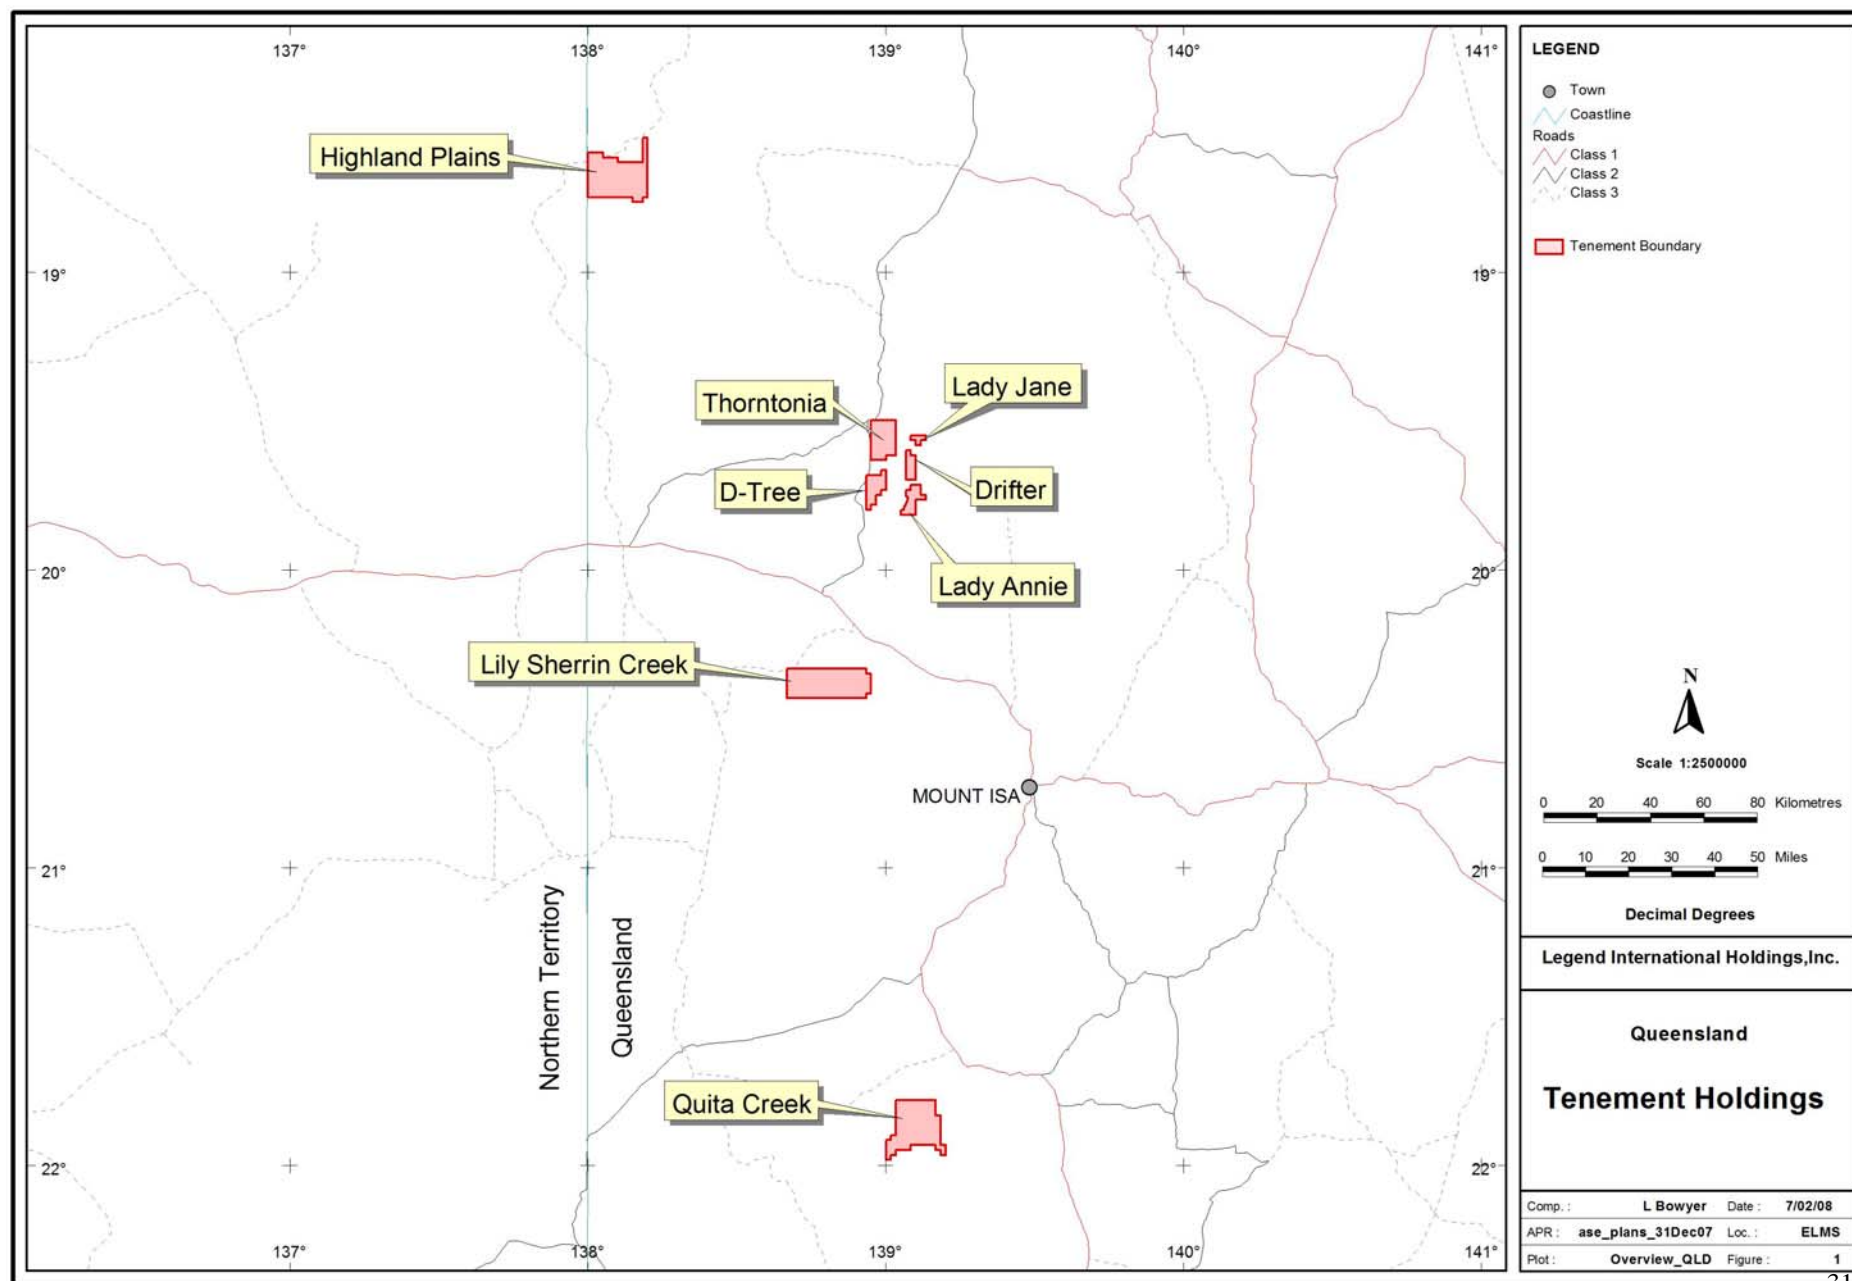 137°
138°
139°
140°
141°
Highland Plains
19°
19°
Thorntonia
Lady Jane
D-Tree
Drifter
Lady Annie
20°
20°
Lily Sherrin Creek
MOUNT ISA
21°
21°
Northern Territory
Queensland
Quita Creek
22°
22°
137°
138°
139°
140°
141°
LEGEND
Town
Coastline
Roads
Class 1
Class 2
Class 3
Tenement Boundary
N
Scale 1:2500000
0 20 40 60 80 Kilometres
0 10 20 30 40 50 Miles
Decimal Degrees
Legend International Holdings,Inc.
Queensland
Tenement Holdings
Comp. : L Bowyer Date : 7/02/08
APR : ase_plans_31Dec07 Loc. : ELMS
Plot : Overview_QLD Figure : 1